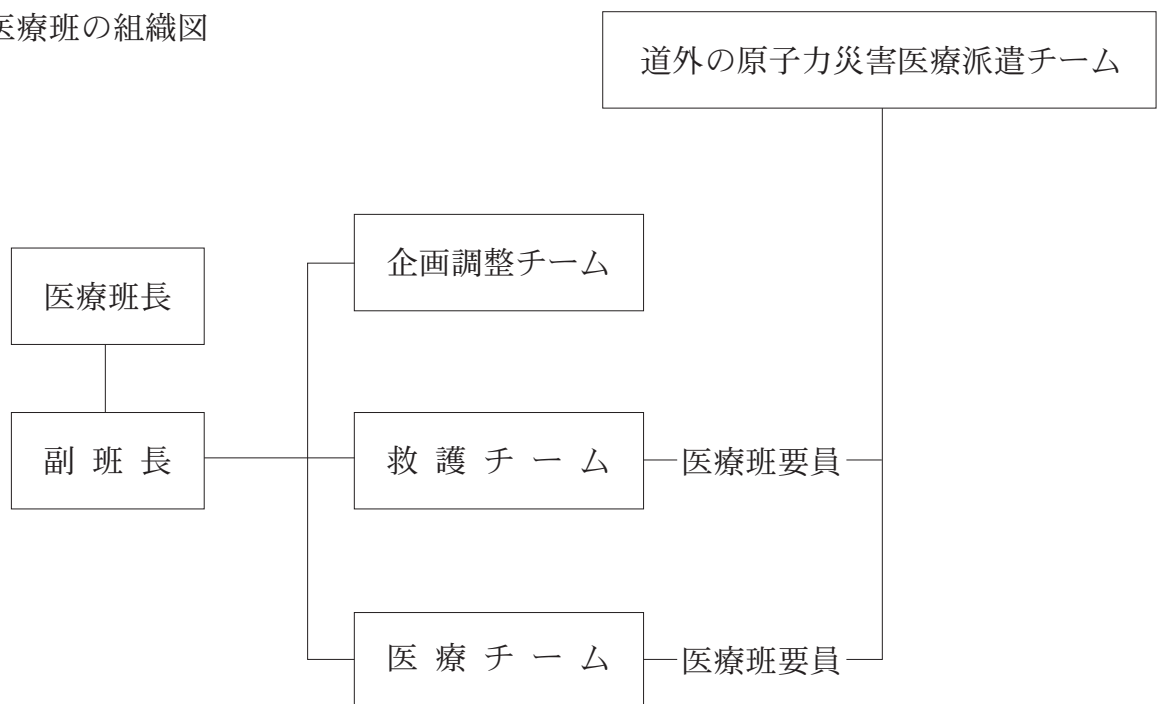 医療班の組織図
道外の原子力災害医療派遣チーム
企画調整チーム
医療班長
副班長
救護チーム
医療班要員
医療チーム
医療班要員